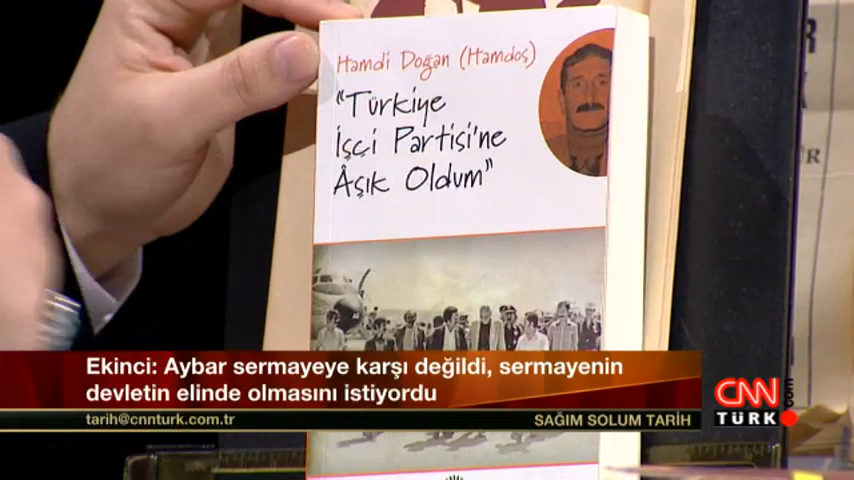 Hamdi Doğan (Hamdoş)
"Türkiye
İşçi Partisi'ne
Âşık Oldum"
Ekinci: Aybar sermayeye karşı değildi, sermayenin
devletin elinde olmasını istiyordu
tarih@cnnturk.com.tr
SAĞIM SOLUM TARİH
CNN
TÜRK
.com